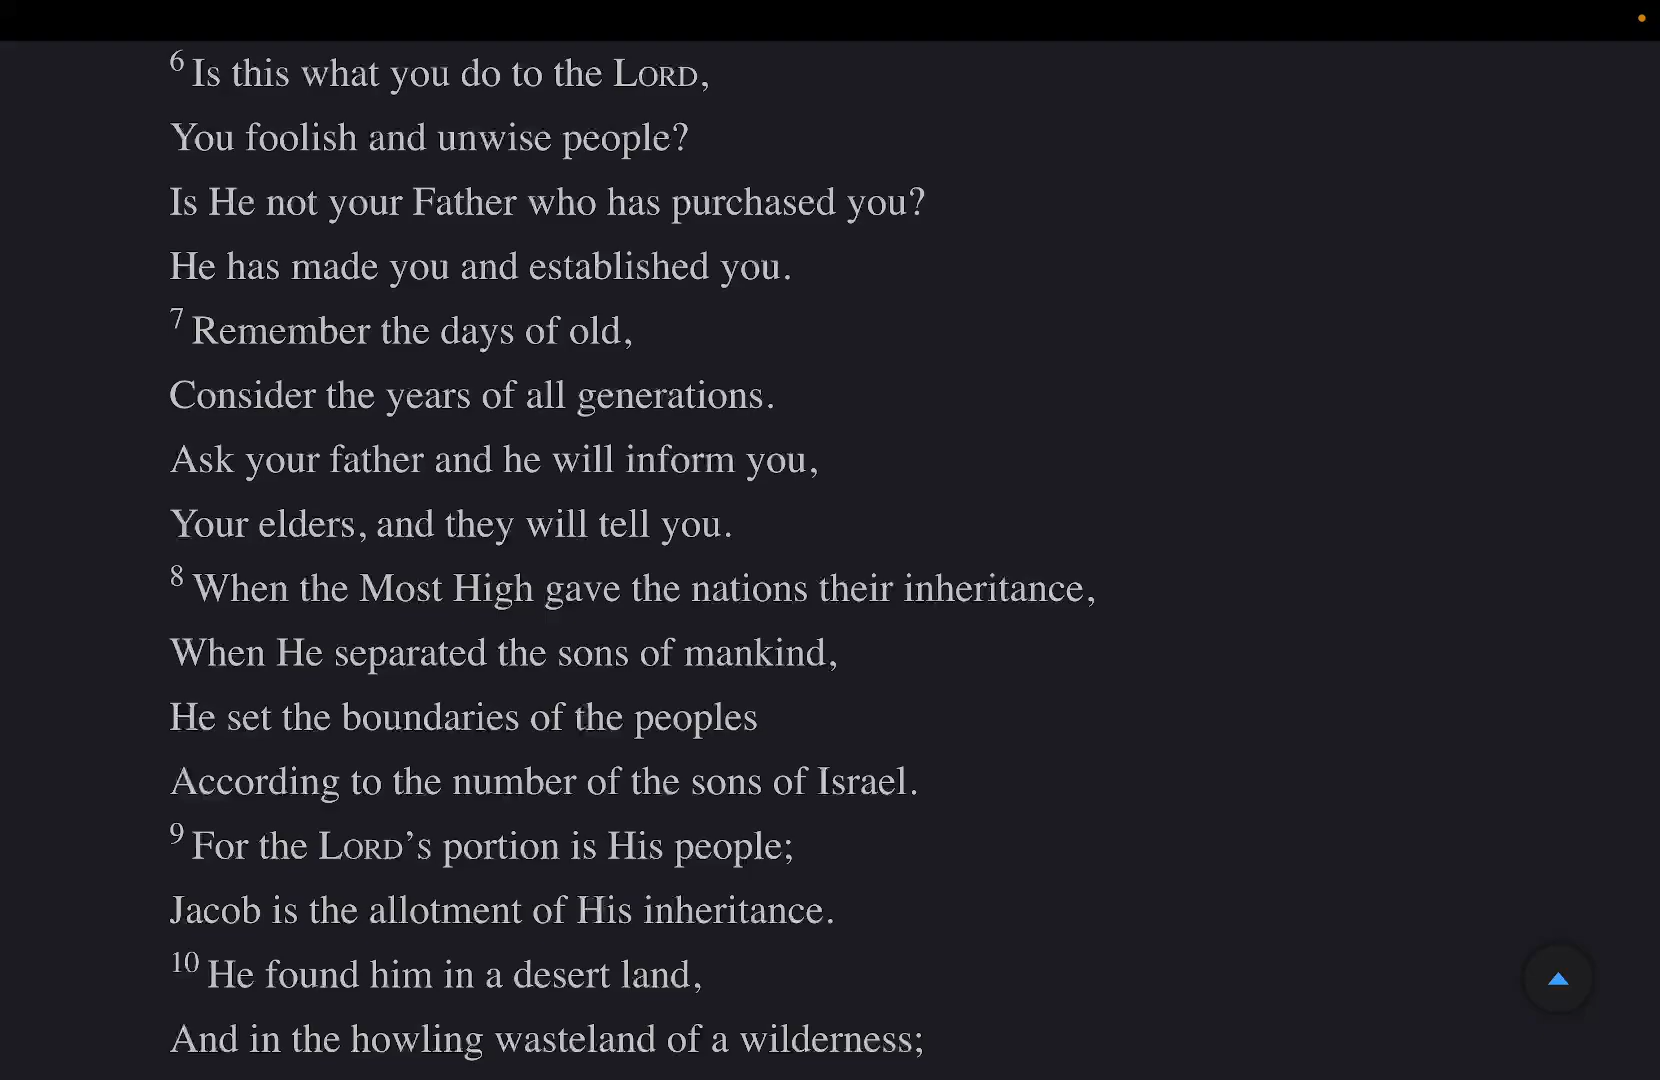 6 Is this what you do to the LORD,
You foolish and unwise people?
Is He not your Father who has purchased you?
He has made you and established you.
7 Remember the days of old,
Consider the years of all generations.
Ask your father and he will inform you,
Your elders, and they will tell you.
8 When the Most High gave the nations their inheritance,
When He separated the sons of mankind,
He set the boundaries of the peoples
According to the number of the sons of Israel.
9 For the LORD’S portion is His people;
Jacob is the allotment of His inheritance.
10 He found him in a desert land,
And in the howling wasteland of a wilderness;